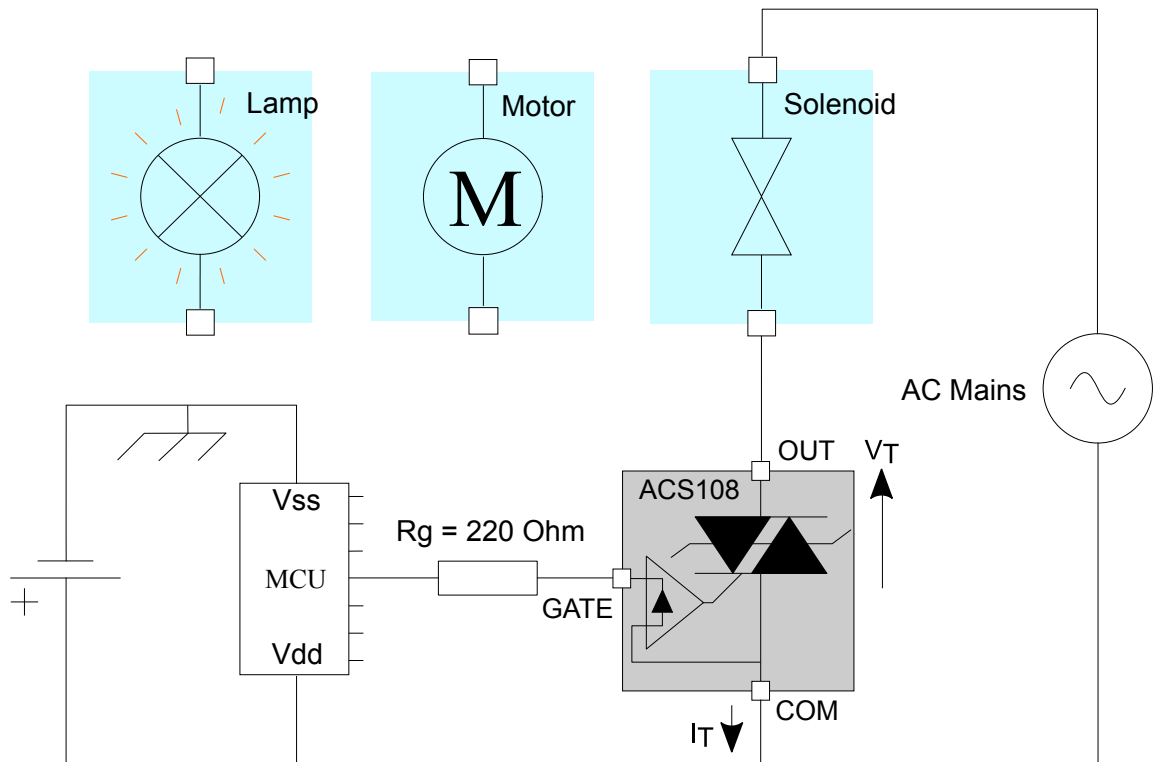 Lamp
Motor
Solenoid
M
AC Mains
OUT
VT
ACS108
Vss
Rg = 220 Ohm
MCU
GATE
Vdd
COM
IT